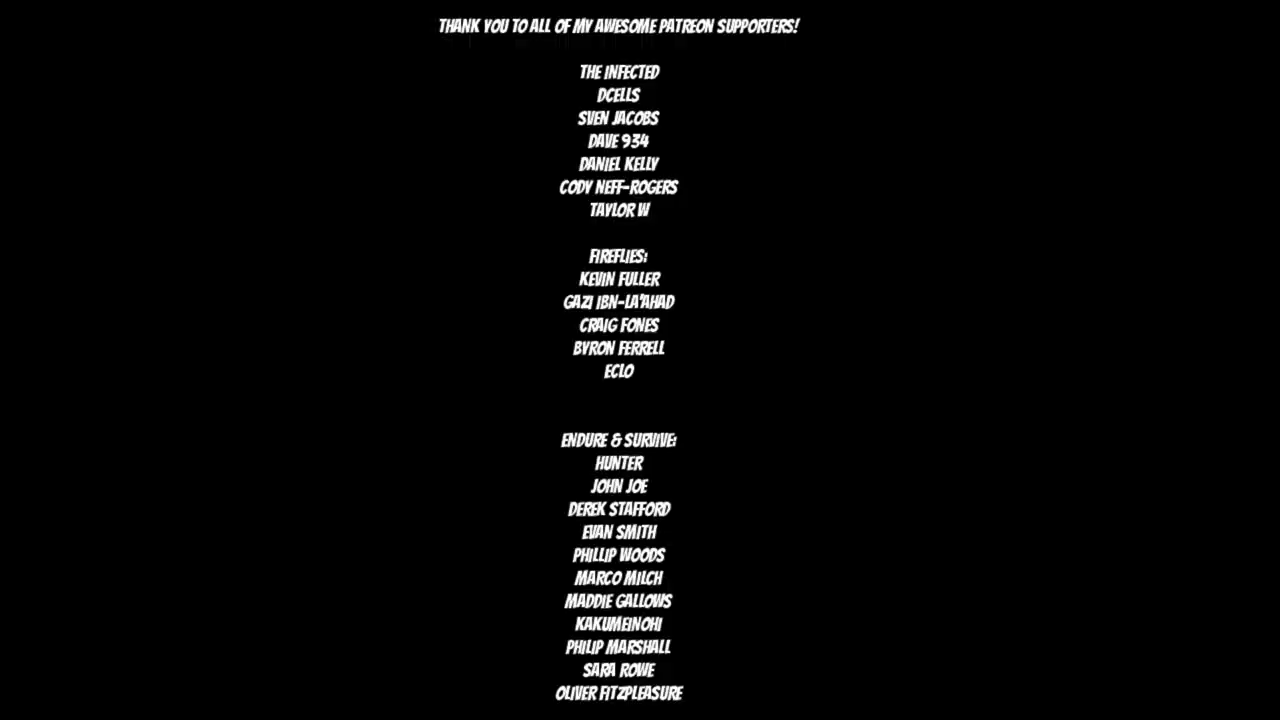 THANK YOU TO ALL OF MY AWESOME PATREON SUPPORTERS!
THE INFECTED
DCELLS
SVEN JACOBS
DAVE 934
DANIEL KELLY
CODY NEFF-ROGERS
TAYLOR W
FIREFLIES:
KEVIN FULLER
GAZI IBN-LA'AHAD
CRAIG FONES
BYRON FERRELL
ECLO
ENDURE & SURVIVE:
HUNTER
JOHN JOE
DEREK STAFFORD
EVAN SMITH
PHILLIP WOODS
MARCO MILCH
MADDIE GALLOWS
KAKUMEINOHI
PHILIP MARSHALL
SARA ROWE
OLIVER FITZPLEASURE